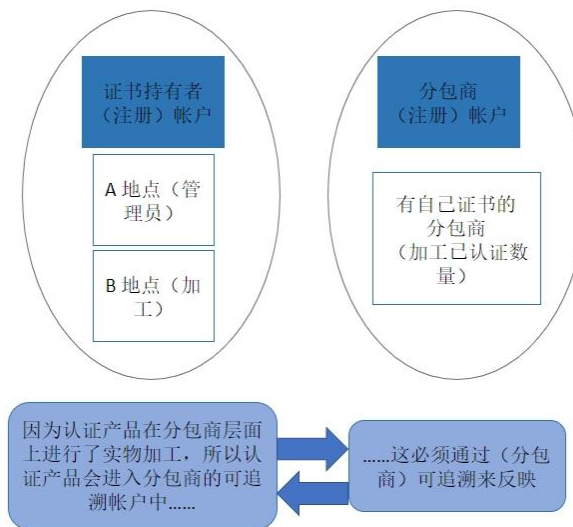 证书持有者
（注册）帐户
A 地点（管
理员）
B 地点（加
工）
分包商
（注册）帐户
有自己证书的
分包商
（加工已认证数
量）
因为认证产品在分包商层面
上进行了实物加工，所以认
证产品会进入分包商的可追
溯帐户中……
……这必须通过（分包
商）可追溯来反映